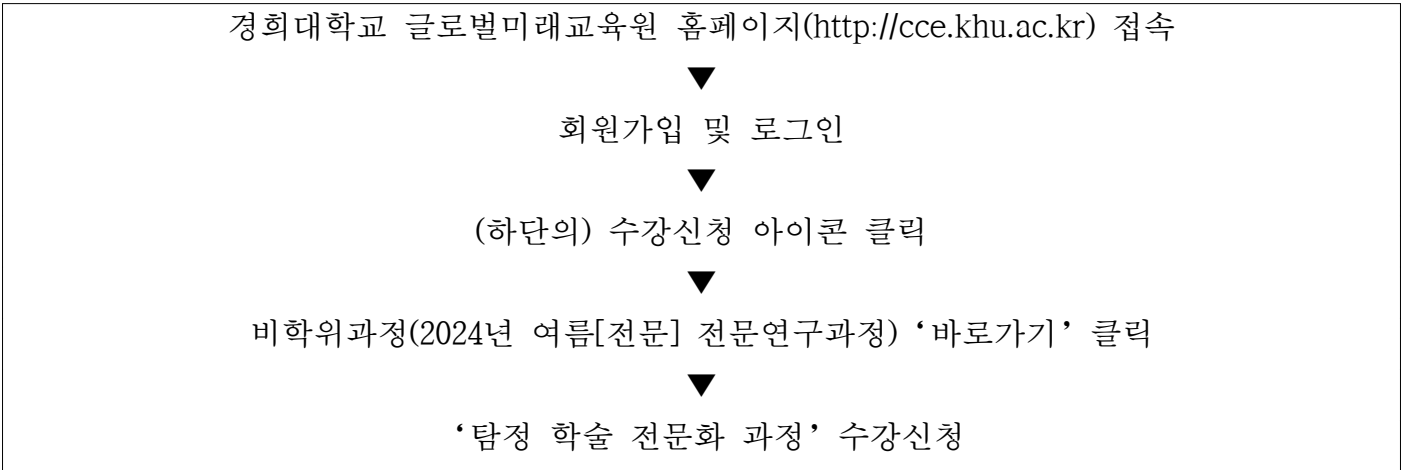 경희대학교 글로벌미래교육원 홈페이지(http://cce.khu.ac.kr) 접속
▼
회원가입 및 로그인
▼
(하단의) 수강신청 아이콘 클릭
▼
비학위과정(2024년 여름[전문] 전문연구과정) ‘바로가기’ 클릭
▼
‘탐정 학술 전문화 과정’ 수강신청